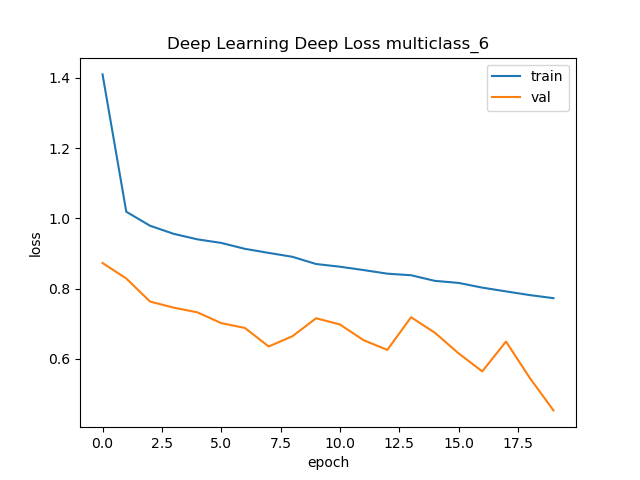 Deep Learning Deep Loss multiclass_6
train
val
1.4
1.2
1.0
0.8
0.6
loss
0.0 2.5 5.0 7.5 10.0 12.5 15.0 17.5
epoch